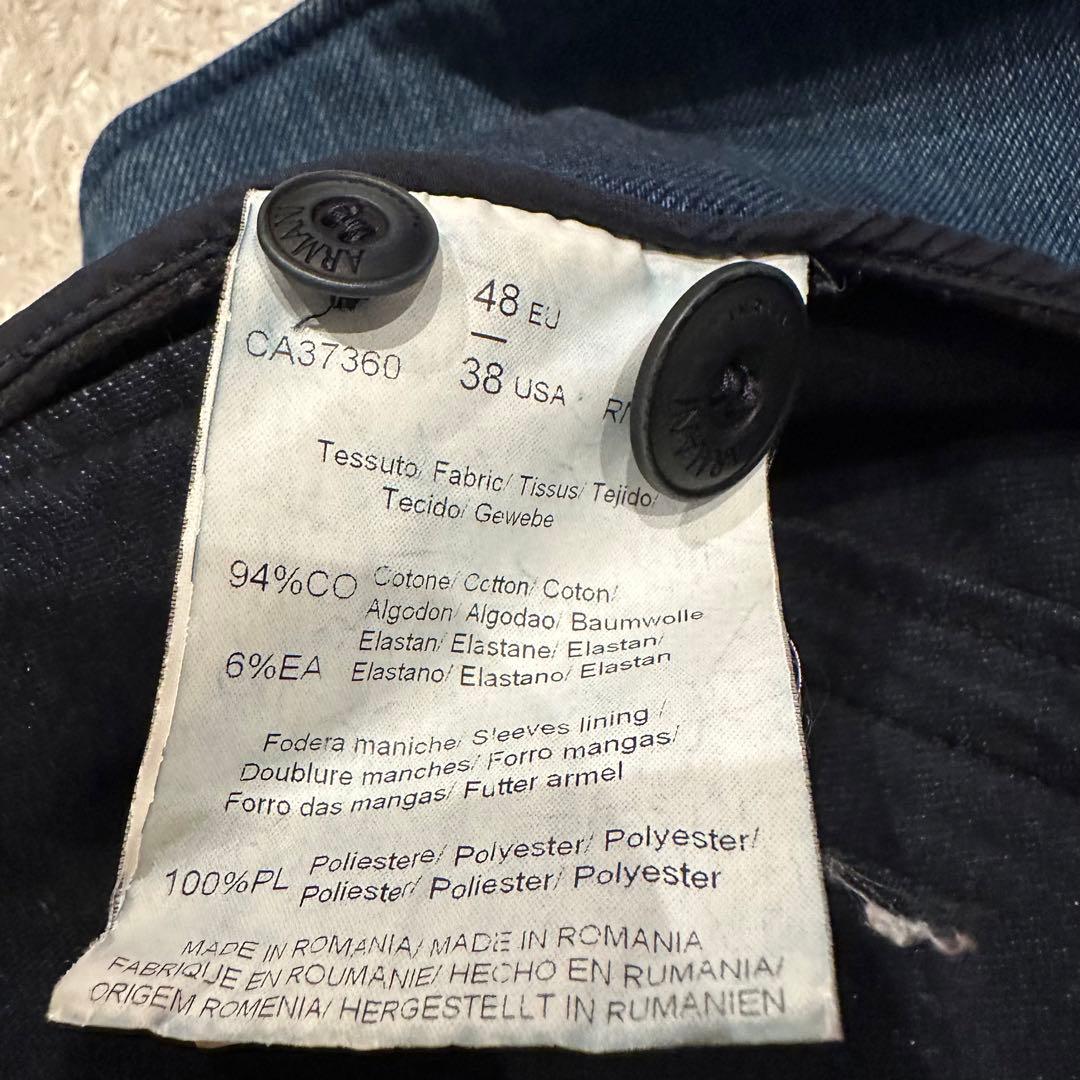 ARMANI
48 EU
CA37360
38 USA
Tessuto/ Fabric/ Tissus/ Tejido/
Tecido/ Gewebe
94%CO Cotone/ Cotton/ Coton/
Algodon/ Algodao/ Baumwolle
Elastan/ Elastane/ Elastan/
6%EA Elastano/ Elastano/ Elastan
Fodera maniche/ Sleeves lining /
Doublure manches/ Forro mangas/
Forro das mangas/ Futter armel
100%PL Poliestere/ Polyester/ Polyester/
Poliester/ Poliester/ Polyester
MADE IN ROMANIA/ MADE IN ROMANIA
FABRIQUE EN ROUMANIE/ HECHO EN RUMANIA/
ORIGEM ROMENIA/ HERGESTELLT IN RUMANIEN